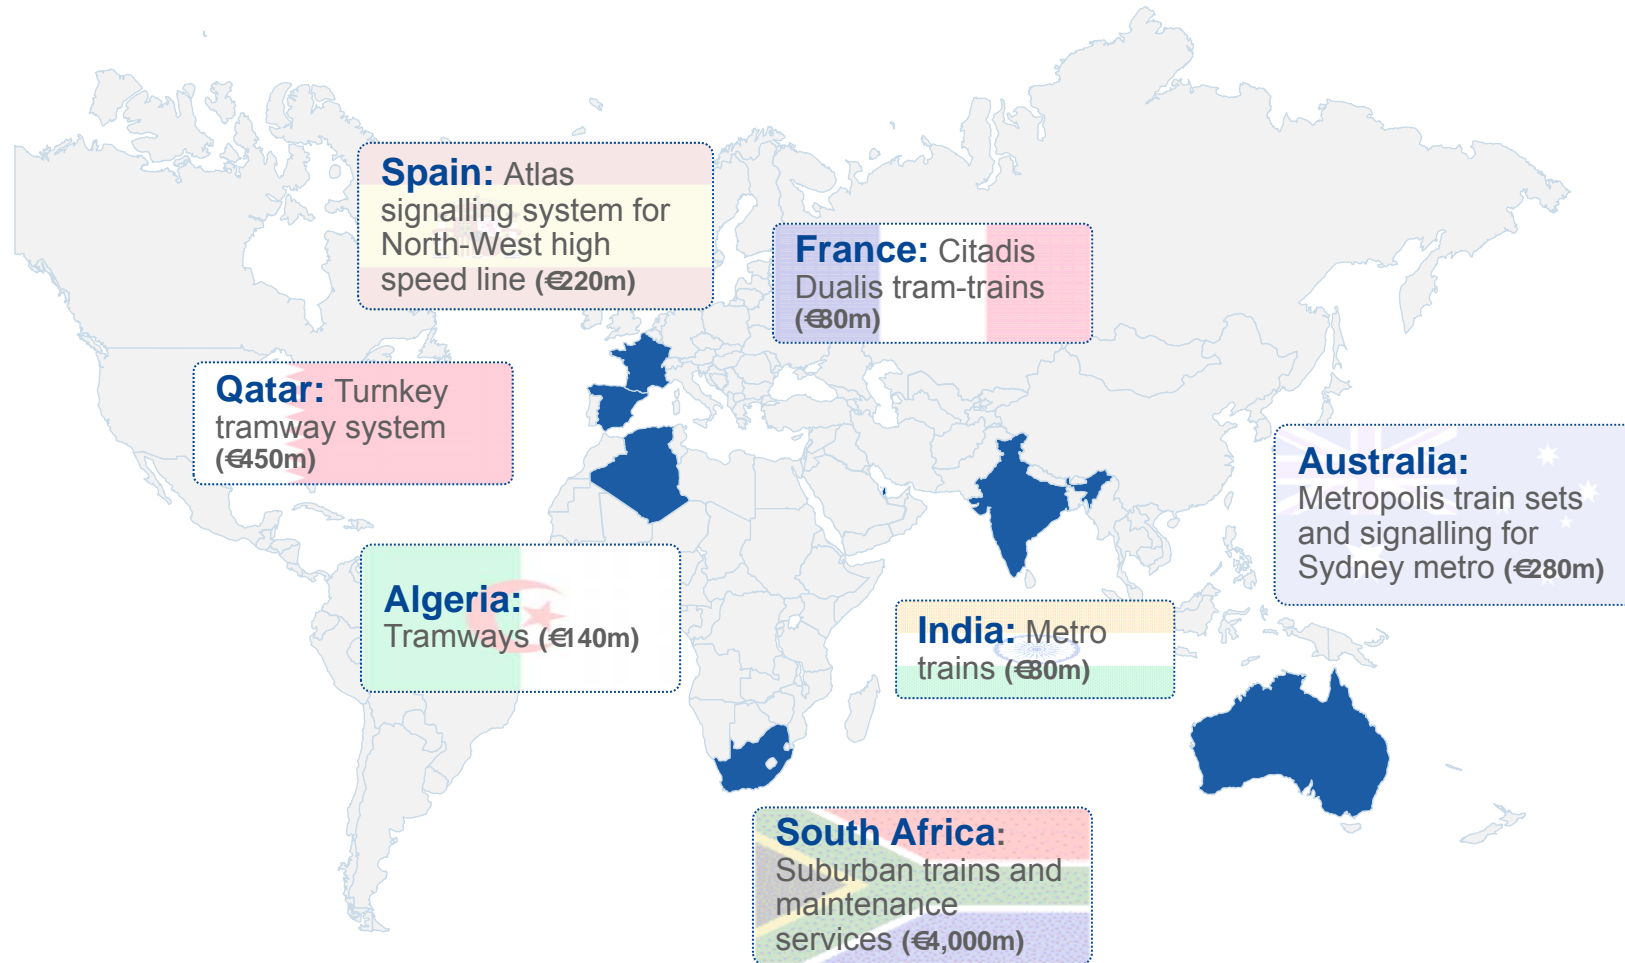 Spain: Atlas
signalling system for
North-West high
speed line (€220m)
France: Citadis
Dualis tram-trains
(€80m)
Qatar: Turnkey
tramway system
(€450m)
Australia:
Metropolis train sets
and signalling for
Sydney metro (€280m)
Algeria:
Tramways (€140m)
India: Metro
trains (€80m)
South Africa:
Suburban trains and
maintenance
services (€4,000m)